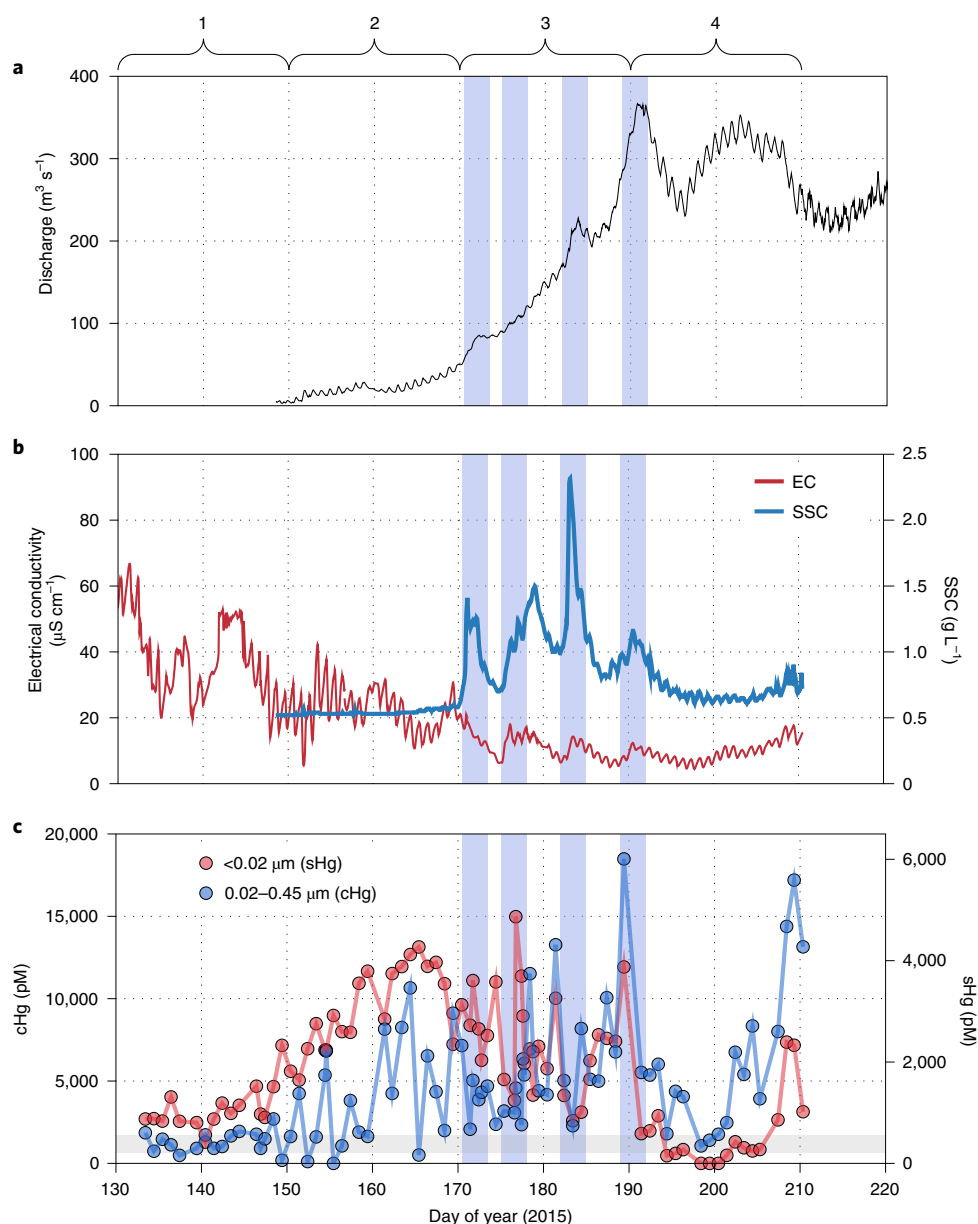 1 2 3 4
a
400
300
200
100
0
Discharge (m³ s⁻¹)
b
100
80
60
40
20
0
Electrical conductivity
(μS cm⁻¹)
EC
SSC
2.5
2.0
1.5
1.0
0.5
0
SSC (g L⁻¹)
c
20,000
15,000
10,000
5,000
0
cHg (pM)
<0.02 μm (sHg)
0.02–0.45 μm (cHg)
6,000
4,000
2,000
0
sHg (pM)
130 140 150 160 170 180 190 200 210 220
Day of year (2015)